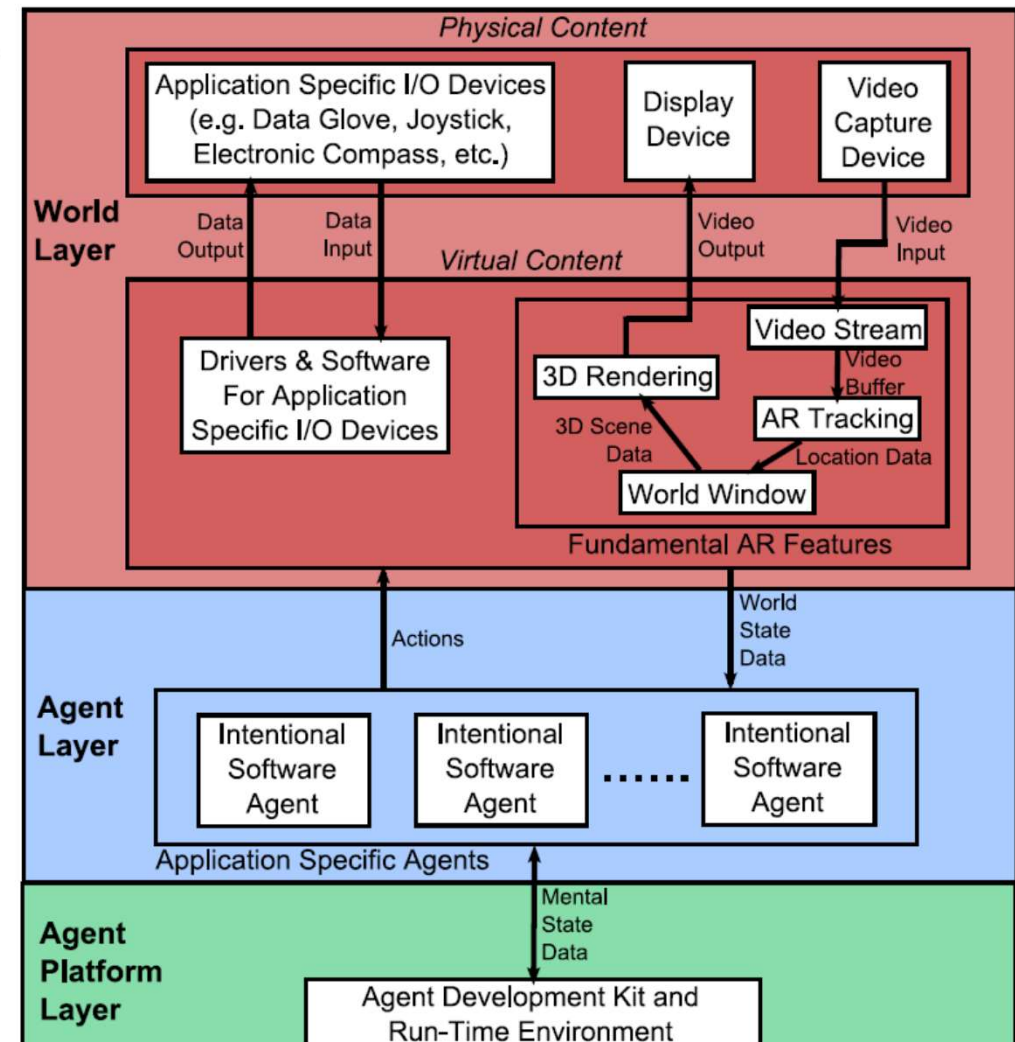 Physical Content
Application Specific I/O Devices
(e.g. Data Glove, Joystick,
Electronic Compass, etc.)
Display
Device
Video
Capture
Device
World
Layer
Data
Output
Data
Input
Video
Output
Video
Input
Virtual Content
Drivers & Software
For Application
Specific I/O Devices
Video Stream
Video
Buffer
3D Rendering
AR Tracking
3D Scene
Data
Location Data
World Window
Fundamental AR Features
Actions
World
State
Data
Agent
Layer
Intentional
Software
Agent
Intentional
Software
Agent
......
Intentional
Software
Agent
Application Specific Agents
Agent
Platform
Layer
Mental
State
Data
Agent Development Kit and
Run-Time Environment